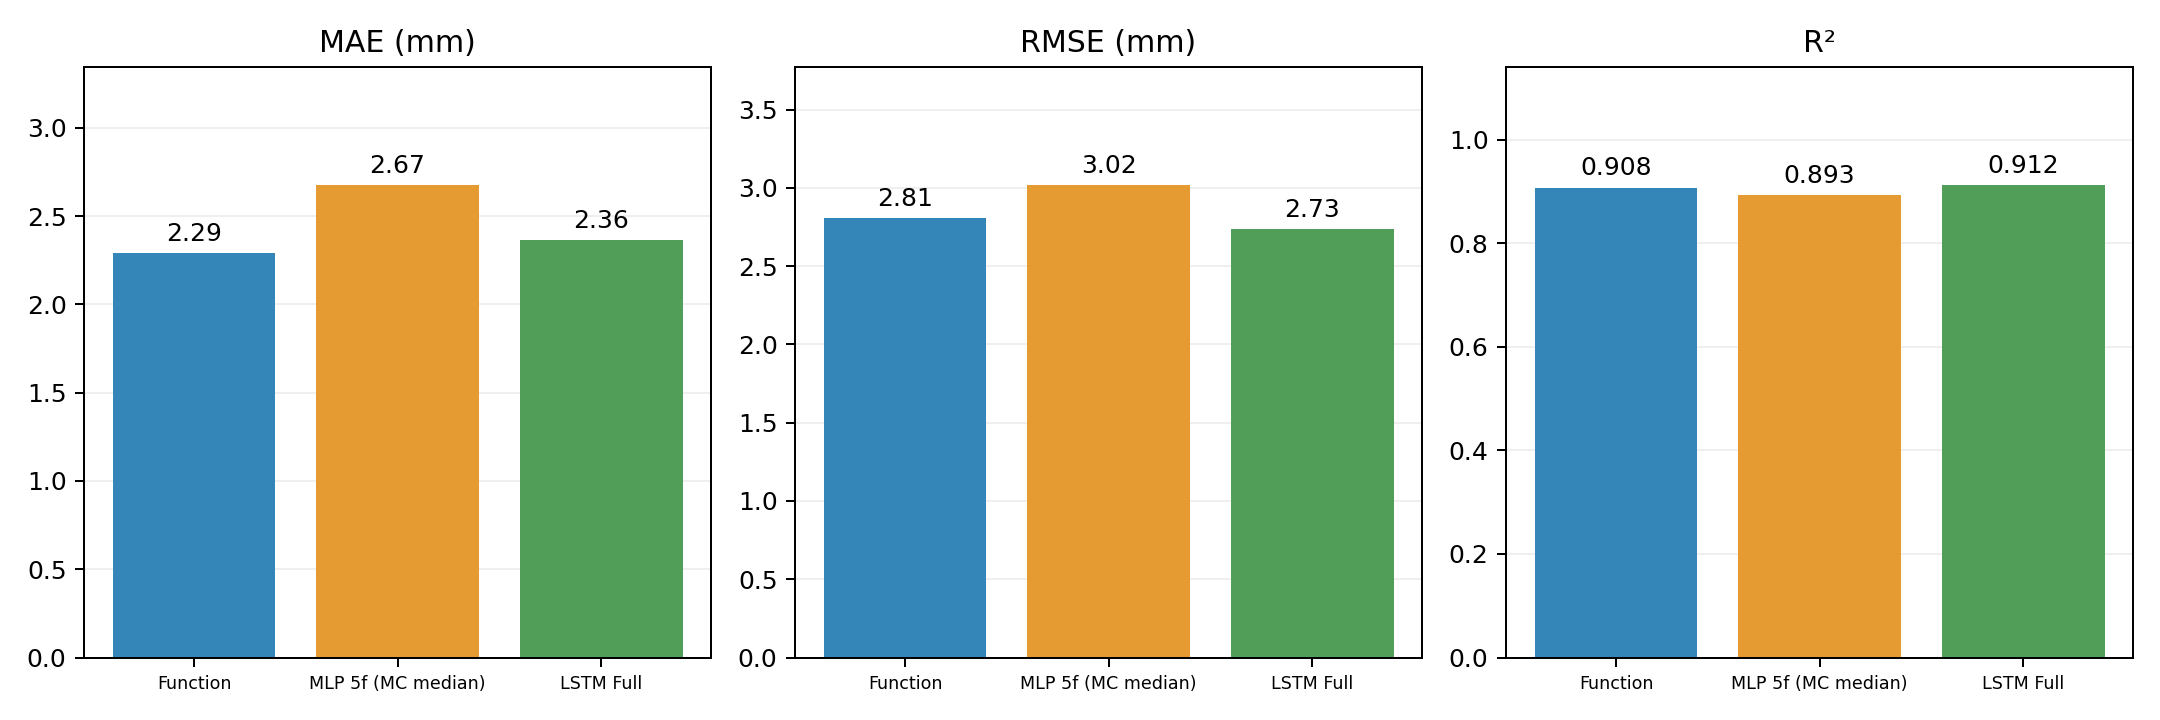 MAE (mm)
3.0
2.5
2.0
1.5
1.0
0.5
0.0
2.29
2.67
2.36
Function
MLP 5f (MC median)
LSTM Full
RMSE (mm)
3.5
3.0
2.5
2.0
1.5
1.0
0.5
0.0
2.81
3.02
2.73
Function
MLP 5f (MC median)
LSTM Full
R²
1.0
0.8
0.6
0.4
0.2
0.0
0.908
0.893
0.912
Function
MLP 5f (MC median)
LSTM Full